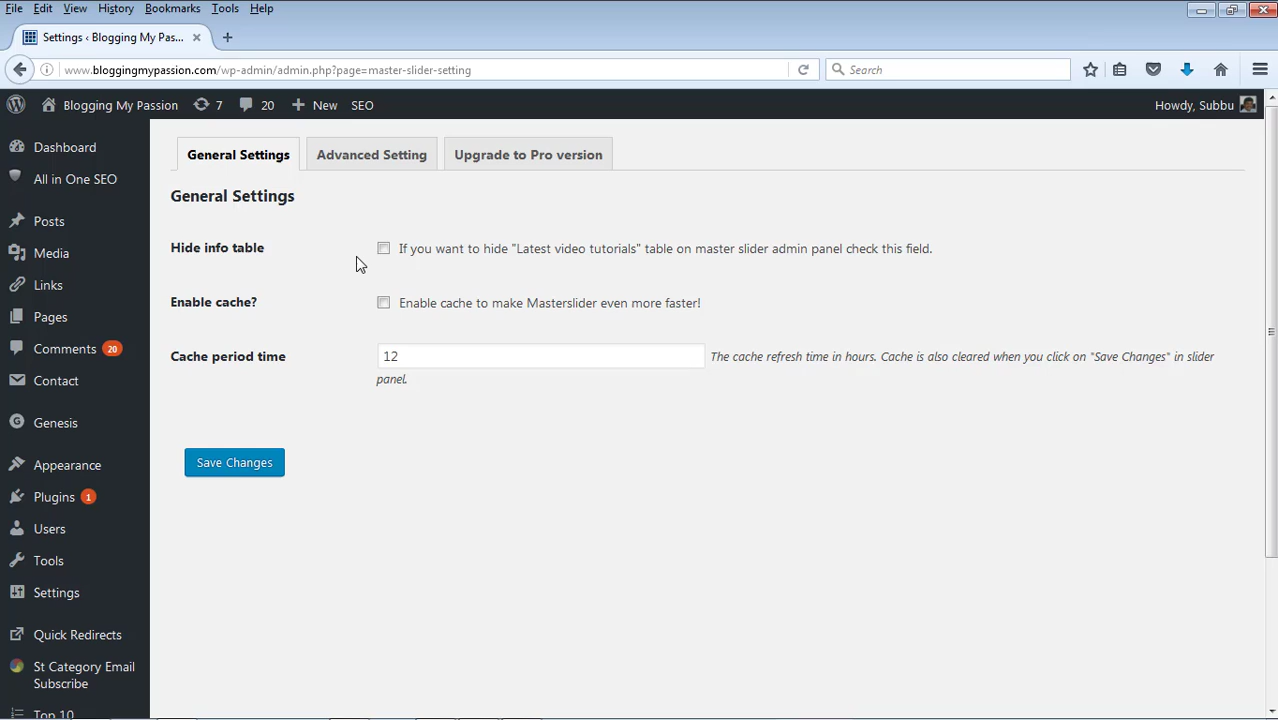 File Edit View History Bookmarks Tools Help
Settings ‹ Blogging My Pas...
www.bloggingmypassion.com/wp-admin/admin.php?page=master-slider-setting
Search
Blogging My Passion 7 20 New SEO Howdy, Subbu
Dashboard
All in One SEO
Posts
Media
Links
Pages
Comments 20
Contact
Genesis
Appearance
Plugins 1
Users
Tools
Settings
Quick Redirects
St Category Email
Subscribe
Top 10
General Settings Advanced Setting Upgrade to Pro version
General Settings
Hide info table If you want to hide "Latest video tutorials" table on master slider admin panel check this field.
Enable cache? Enable cache to make Masterslider even more faster!
Cache period time 12 The cache refresh time in hours. Cache is also cleared when you click on "Save Changes" in slider
panel.
Save Changes